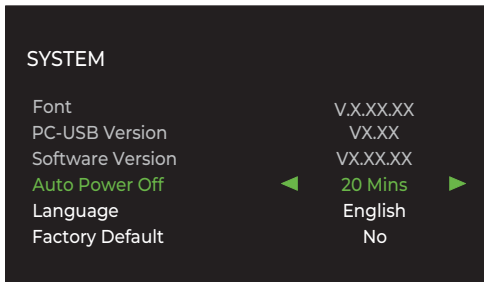 SYSTEM
Font V.X.XX.XX
PC-USB Version VX.XX
Software Version VX.XX.XX
Auto Power Off 20 Mins
Language English
Factory Default No